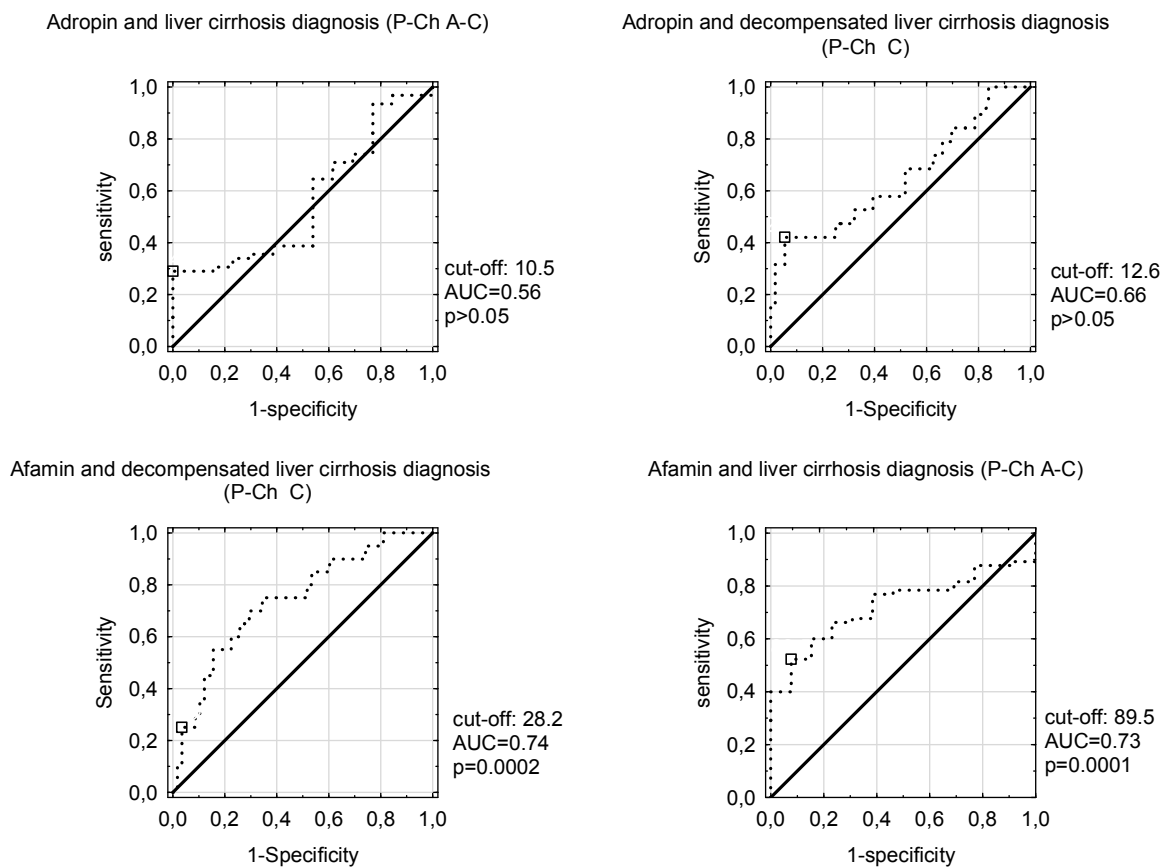 Adropin and liver cirrhosis diagnosis (P-Ch A-C)
1,0
0,8
0,6
0,4
0,2
0,0
sensitivity
0,0 0,2 0,4 0,6 0,8 1,0
1-specificity
cut-off: 10.5
AUC=0.56
p>0.05
Adropin and decompensated liver cirrhosis diagnosis
(P-Ch C)
1,0
0,8
0,6
0,4
0,2
0,0
Sensitivity
0,0 0,2 0,4 0,6 0,8 1,0
1-Specificity
cut-off: 12.6
AUC=0.66
p>0.05
Afamin and decompensated liver cirrhosis diagnosis
(P-Ch C)
1,0
0,8
0,6
0,4
0,2
0,0
Sensitivity
0,0 0,2 0,4 0,6 0,8 1,0
1-Specificity
cut-off: 28.2
AUC=0.74
p=0.0002
Afamin and liver cirrhosis diagnosis (P-Ch A-C)
1,0
0,8
0,6
0,4
0,2
0,0
sensitivity
0,0 0,2 0,4 0,6 0,8 1,0
1-specificity
cut-off: 89.5
AUC=0.73
p=0.0001